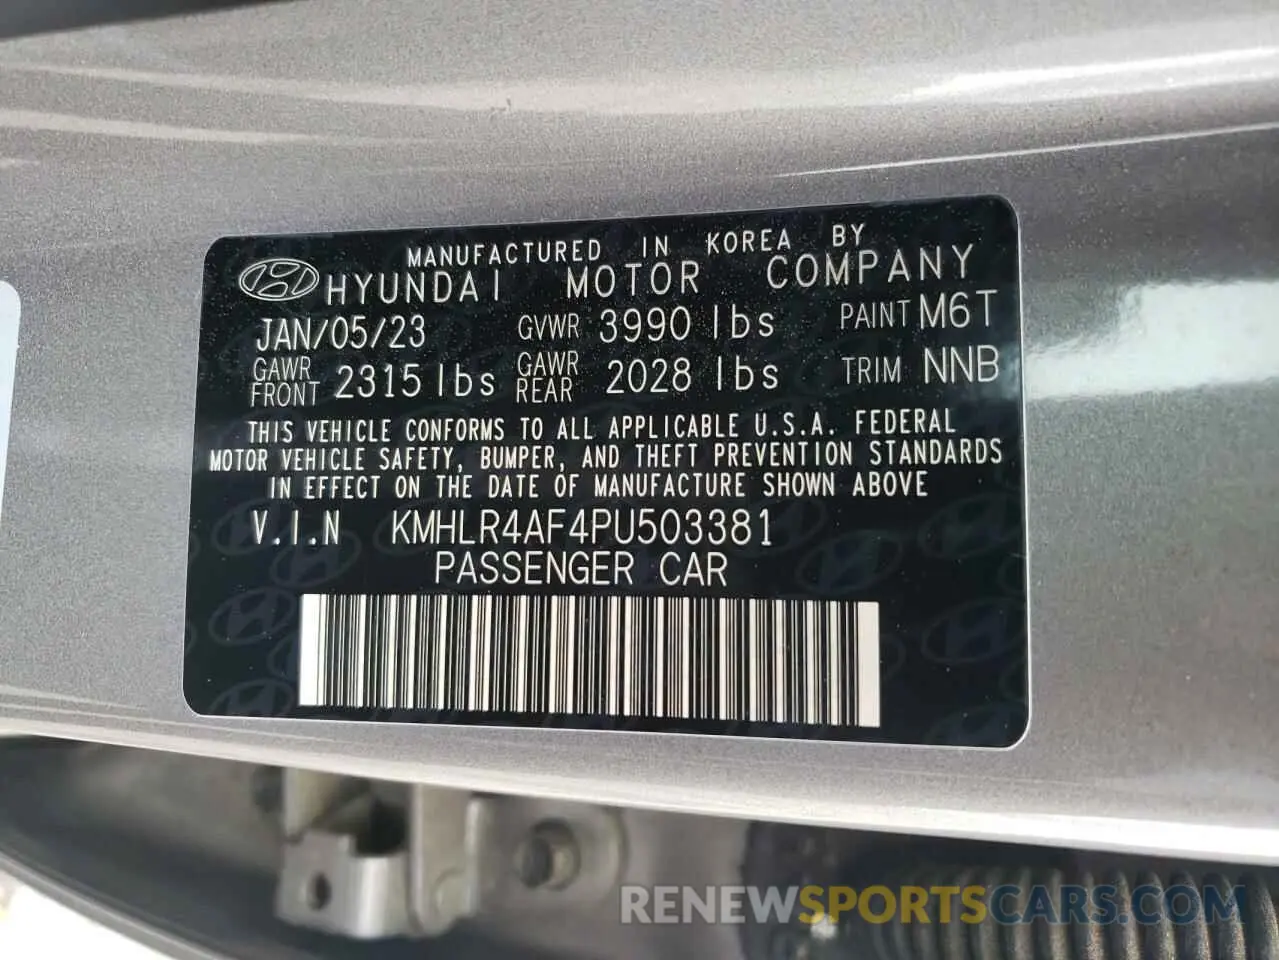 MANUFACTURED IN KOREA BY
HYUNDAI MOTOR COMPANY
JAN/05/23 GVWR 3990 lbs PAINT M6T
GAWR FRONT 2315 lbs GAWR REAR 2028 lbs TRIM NNB
THIS VEHICLE CONFORMS TO ALL APPLICABLE U.S.A. FEDERAL
MOTOR VEHICLE SAFETY, BUMPER, AND THEFT PREVENTION STANDARDS
IN EFFECT ON THE DATE OF MANUFACTURE SHOWN ABOVE
V.I.N KMHLR4AF4PU503381
PASSENGER CAR
RENEWSPORTSCARS.COM